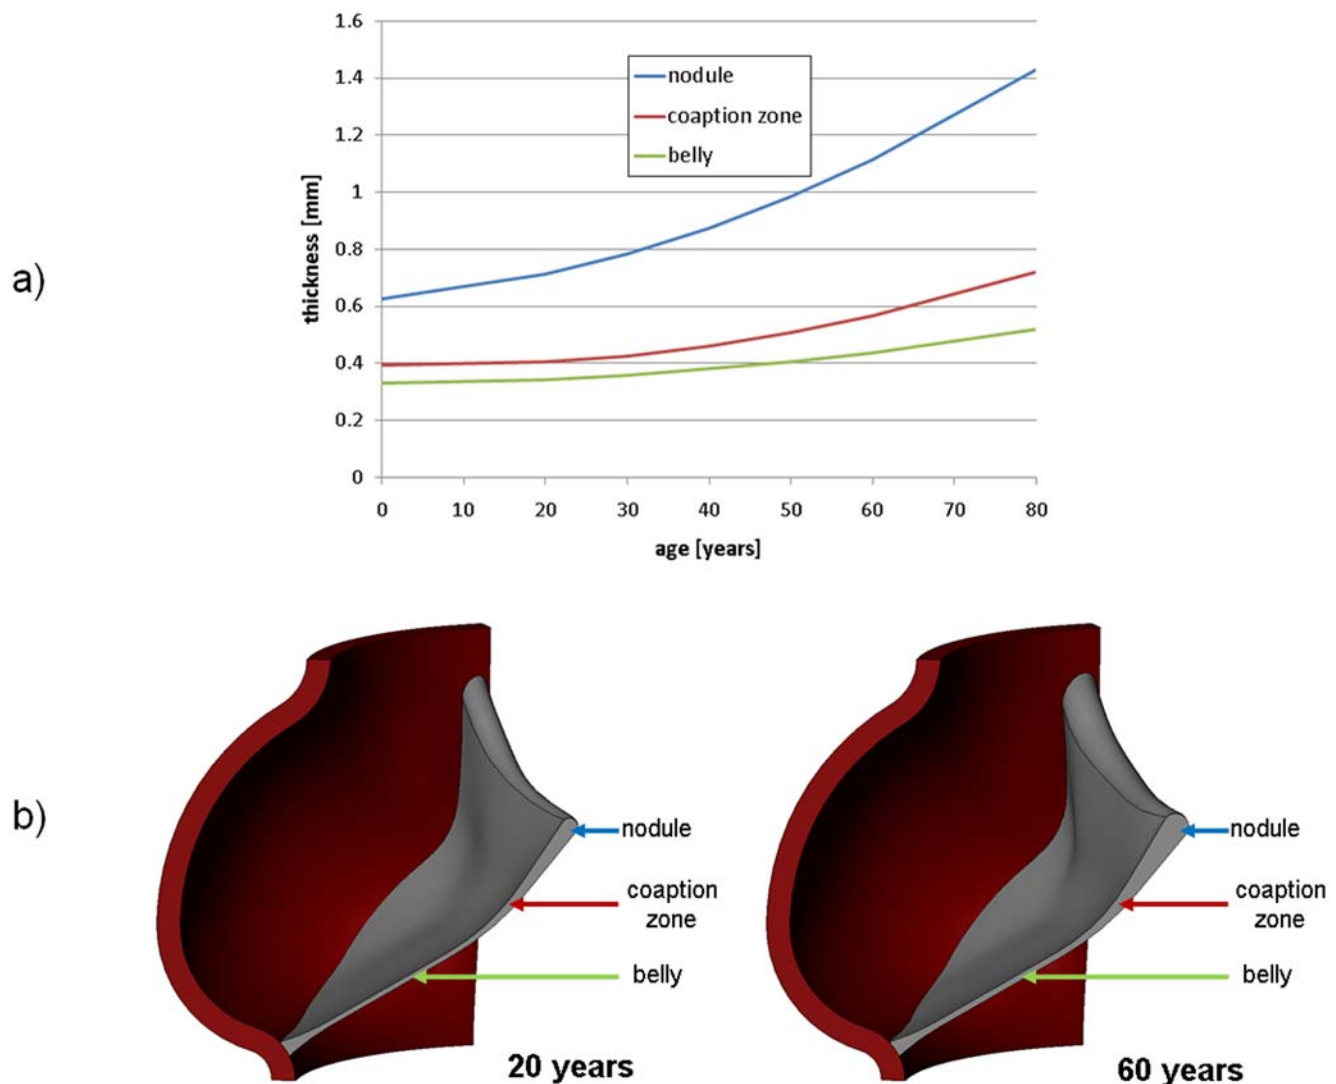 a)
thickness [mm]
1.6
1.4
1.2
1
0.8
0.6
0.4
0.2
0
nodule
coaption zone
belly
0 10 20 30 40 50 60 70 80
age [years]
b)
nodule
coaption
zone
belly
20 years
nodule
coaption
zone
belly
60 years